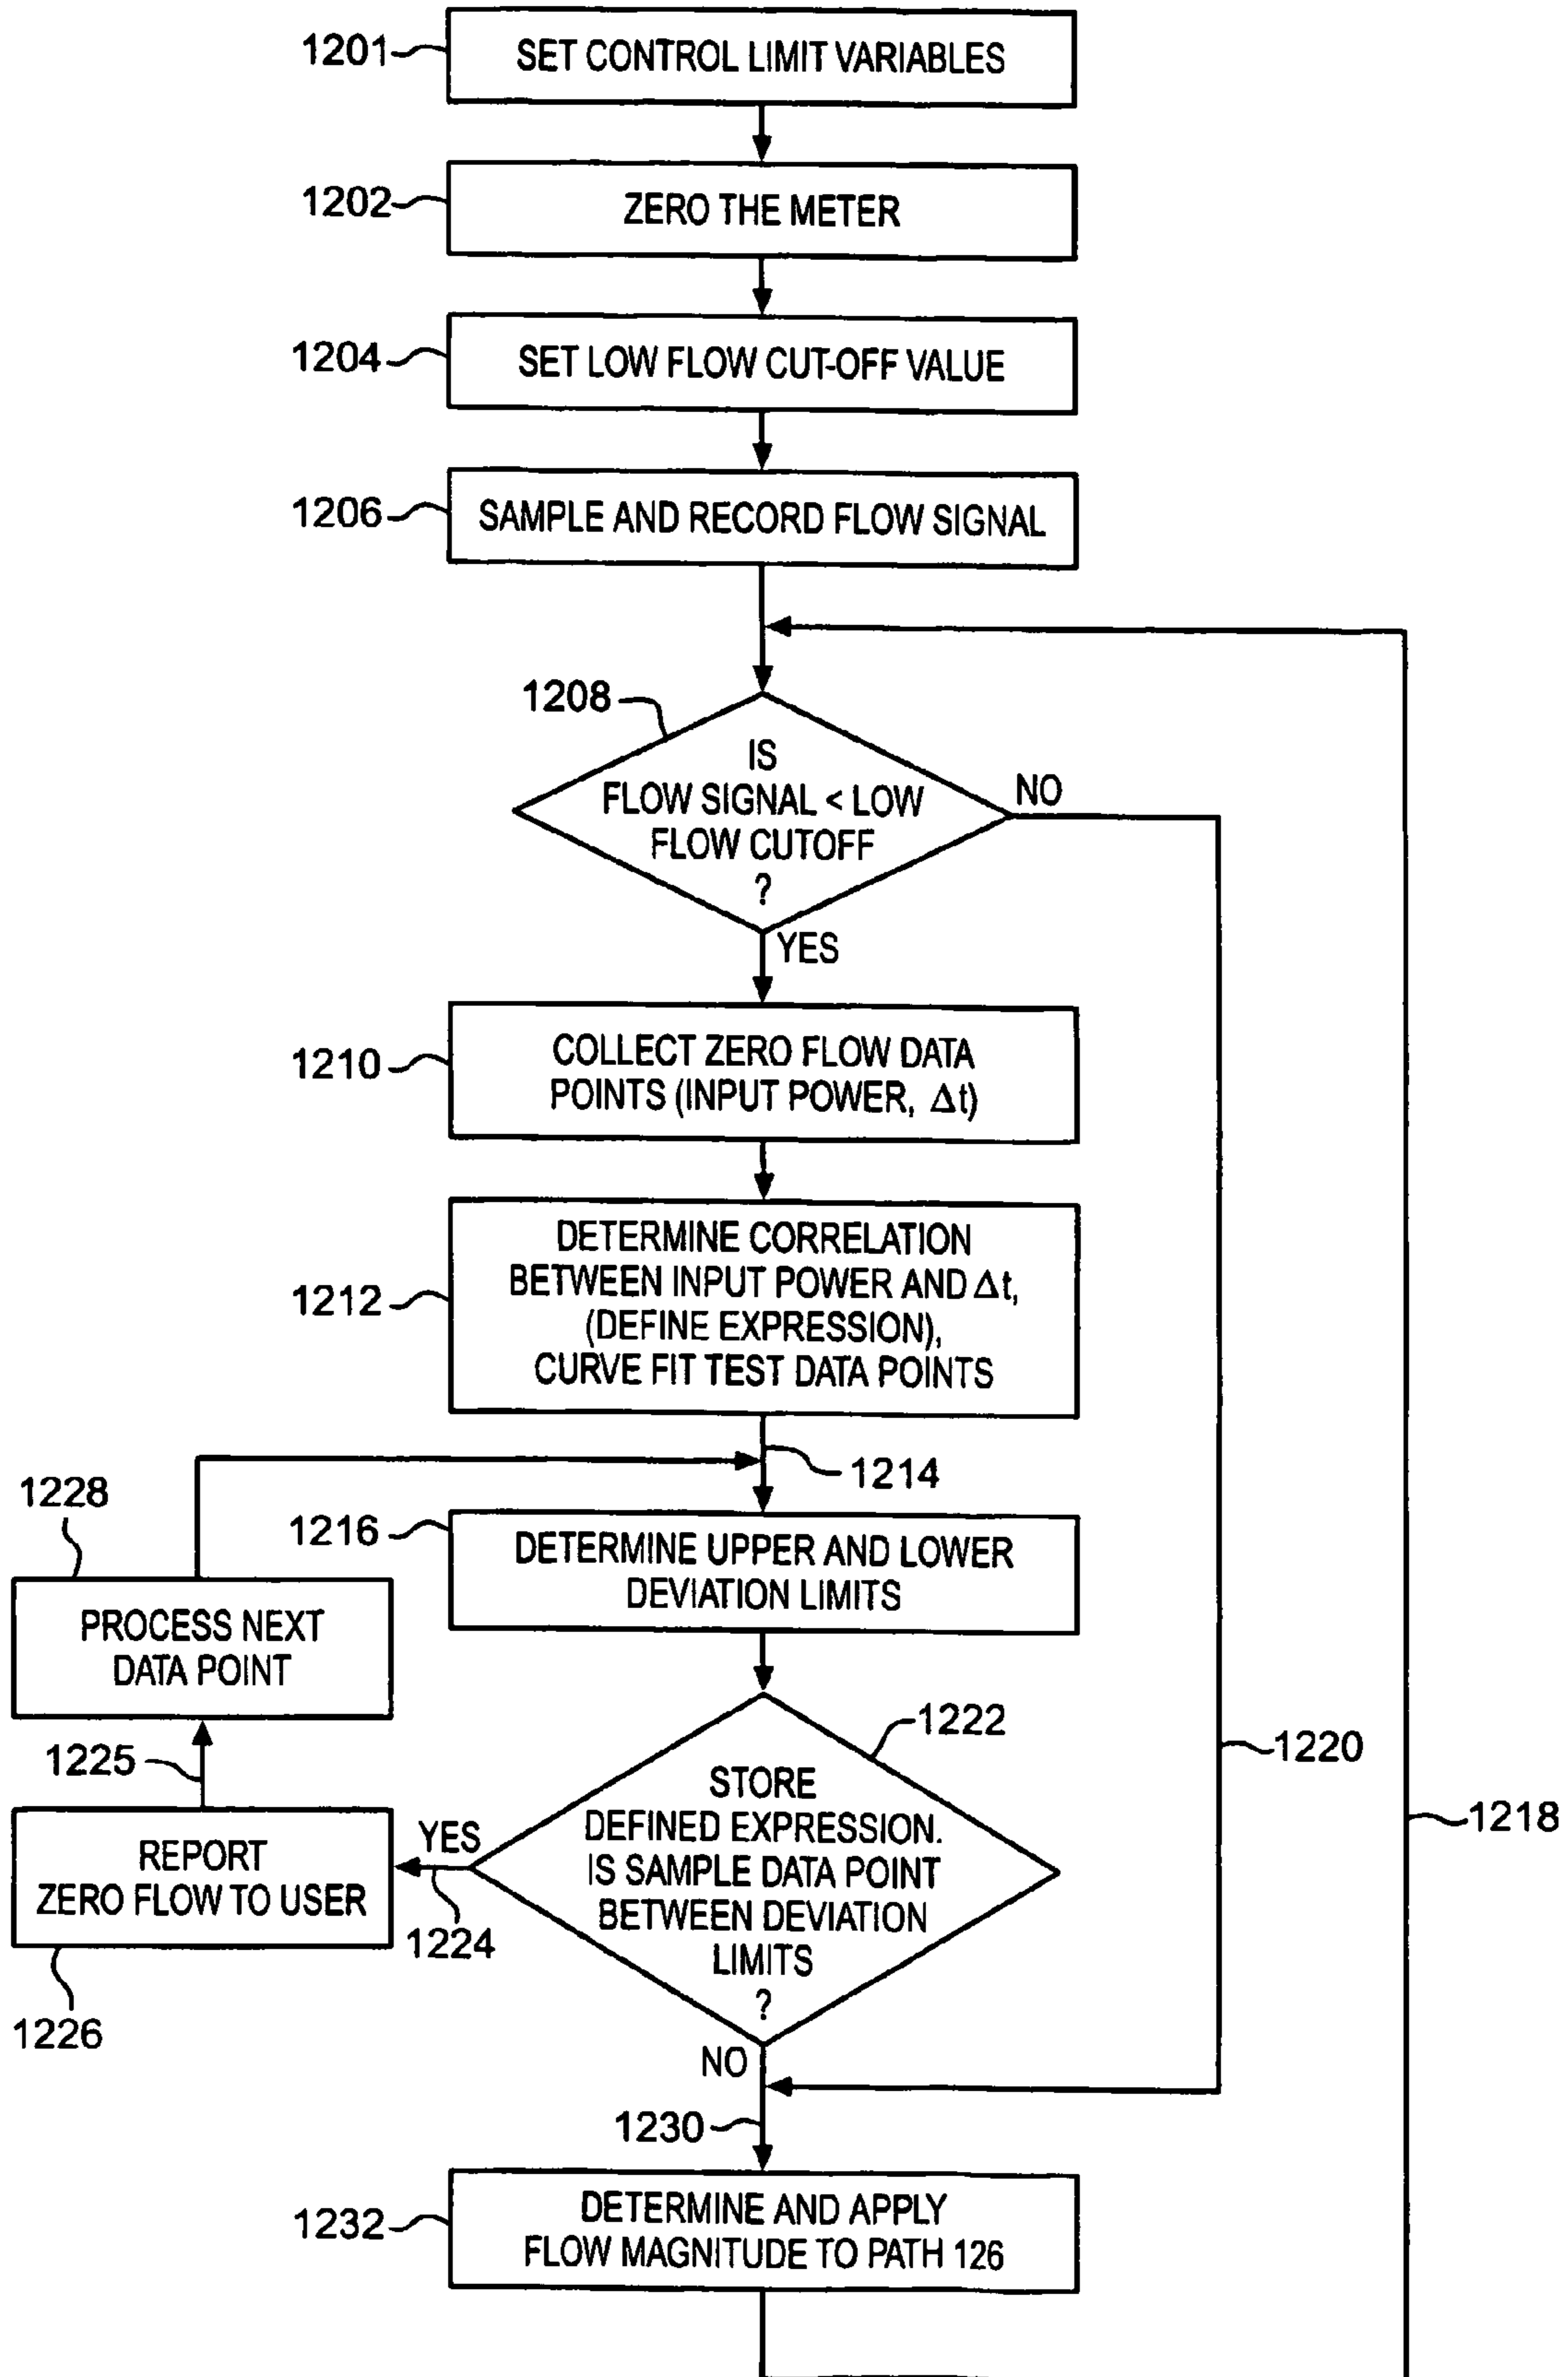 1201
SET CONTROL LIMIT VARIABLES
1202
ZERO THE METER
1204
SET LOW FLOW CUT-OFF VALUE
1206
SAMPLE AND RECORD FLOW SIGNAL
1208
IS
FLOW SIGNAL < LOW
FLOW CUTOFF
?
NO
YES
1210
COLLECT ZERO FLOW DATA
POINTS (INPUT POWER, Δt)
1212
DETERMINE CORRELATION
BETWEEN INPUT POWER AND Δt,
(DEFINE EXPRESSION),
CURVE FIT TEST DATA POINTS
1214
1228
PROCESS NEXT
DATA POINT
1216
DETERMINE UPPER AND LOWER
DEVIATION LIMITS
1222
STORE
DEFINED EXPRESSION.
IS SAMPLE DATA POINT
BETWEEN DEVIATION
LIMITS
?
1220
1218
1225
YES
1224
REPORT
ZERO FLOW TO USER
1226
NO
1230
1232
DETERMINE AND APPLY
FLOW MAGNITUDE TO PATH 126